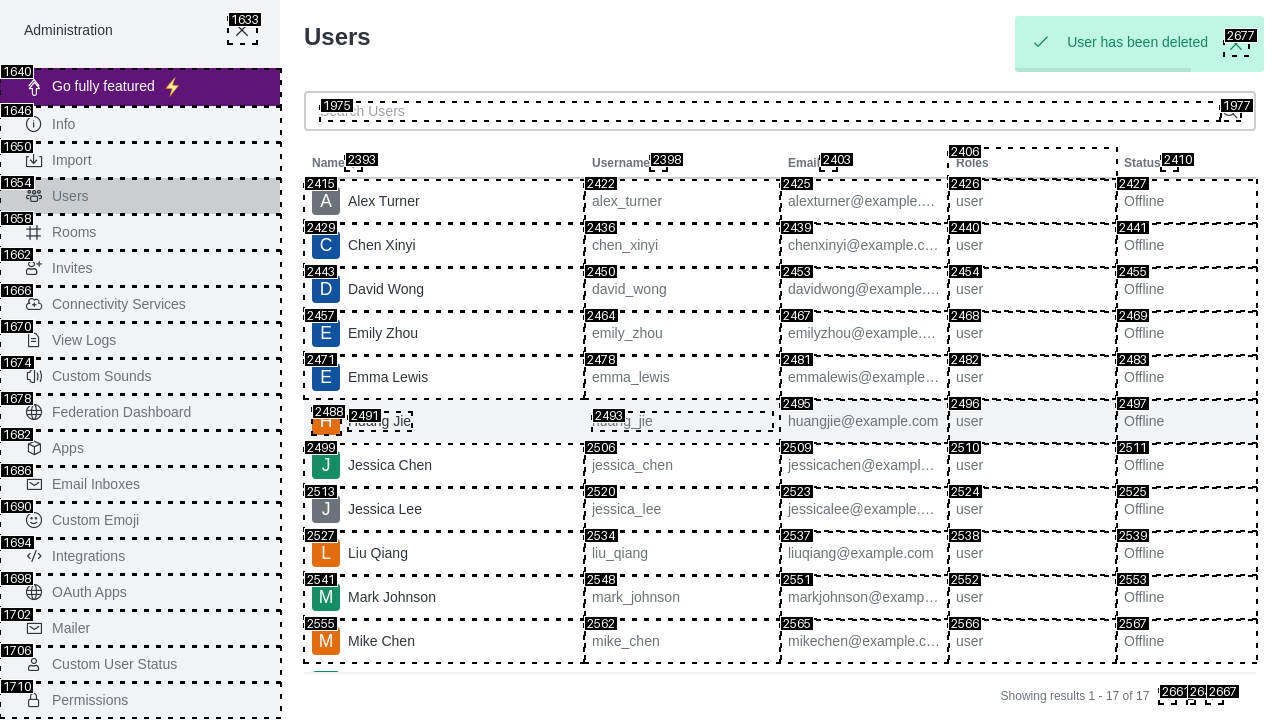 Administration
1633
1640
Go fully featured
1646
Info
1650
Import
1654
Users
1658
Rooms
1662
Invites
1666
Connectivity Services
1670
View Logs
1674
Custom Sounds
1678
Federation Dashboard
1682
Apps
1686
Email Inboxes
1690
Custom Emoji
1694
Integrations
1698
OAuth Apps
1702
Mailer
1706
Custom User Status
1710
Permissions
Users
User has been deleted
2677
1975
Search Users
1977
Name 2393 Username 2398 Email 2403 2406 Roles Status 2410
2415 2422 2425 2426 2427
A Alex Turner alex_turner alexturner@example.… user Offline
2429 2436 2439 2440 2441
C Chen Xinyi chen_xinyi chenxinyi@example.c… user Offline
2443 2450 2453 2454 2455
D David Wong david_wong davidwong@example.… user Offline
2457 2464 2467 2468 2469
E Emily Zhou emily_zhou emilyzhou@example.… user Offline
2471 2478 2481 2482 2483
E Emma Lewis emma_lewis emmalewis@example… user Offline
2488 2491 2493 2495 2496 2497
H Huang Jie huang_jie huangjie@example.com user Offline
2499 2506 2509 2510 2511
J Jessica Chen jessica_chen jessicachen@exampl… user Offline
2513 2520 2523 2524 2525
J Jessica Lee jessica_lee jessicalee@example.… user Offline
2527 2534 2537 2538 2539
L Liu Qiang liu_qiang liuqiang@example.com user Offline
2541 2548 2551 2552 2553
M Mark Johnson mark_johnson markjohnson@examp… user Offline
2555 2562 2565 2566 2567
M Mike Chen mike_chen mikechen@example.c… user Offline
Showing results 1 - 17 of 17
2667